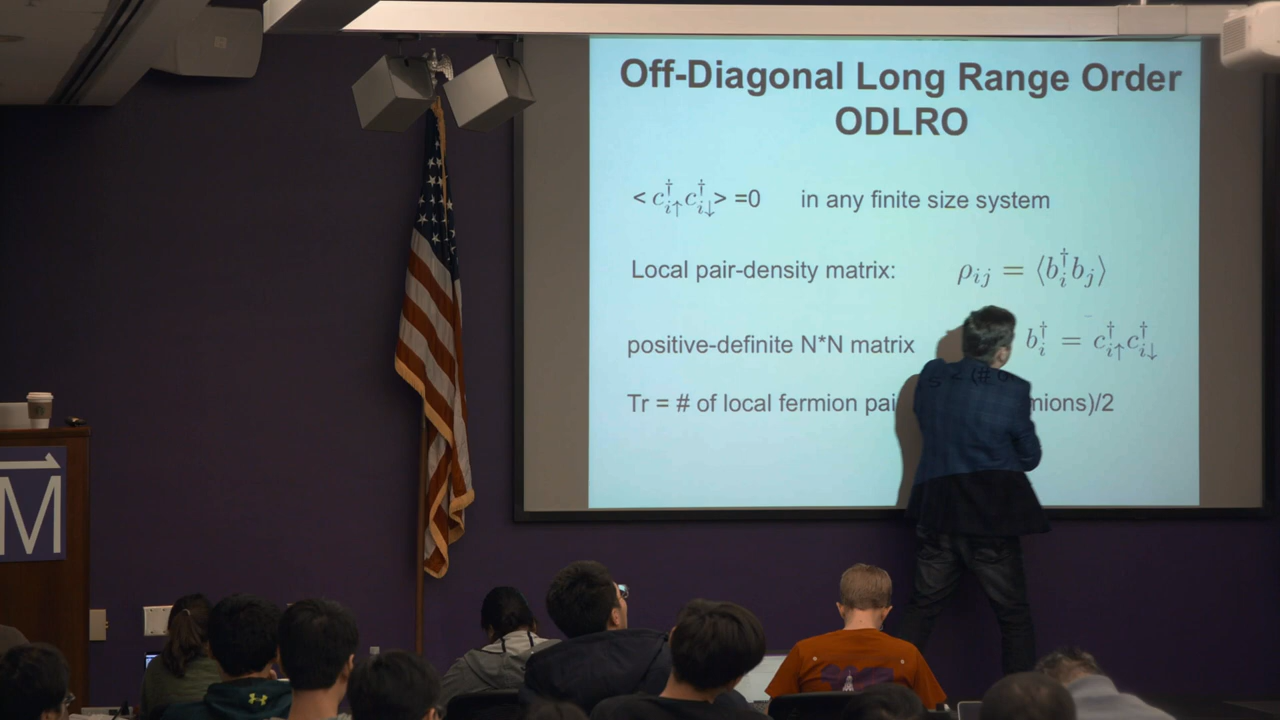 Off-Diagonal Long Range Order
ODLRO
< c†i↑ c†i↓ > =0 in any finite size system
Local pair-density matrix: ρij = ⟨b†i bj⟩
positive-definite N*N matrix b†i = c†i↑ c†i↓
Tr = # of local fermion mions)/2
M